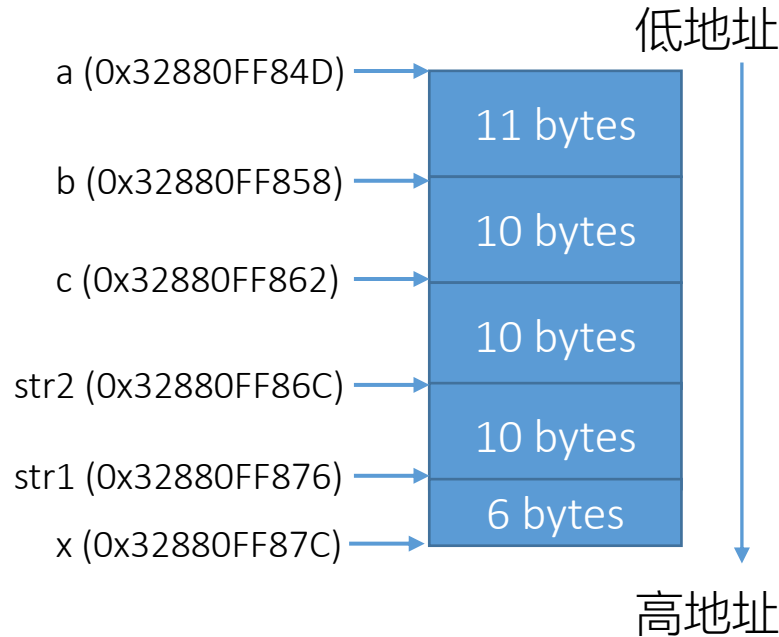 低地址
a (0x32880FF84D)
11 bytes
b (0x32880FF858)
10 bytes
c (0x32880FF862)
10 bytes
str2 (0x32880FF86C)
10 bytes
str1 (0x32880FF876)
6 bytes
x (0x32880FF87C)
高地址